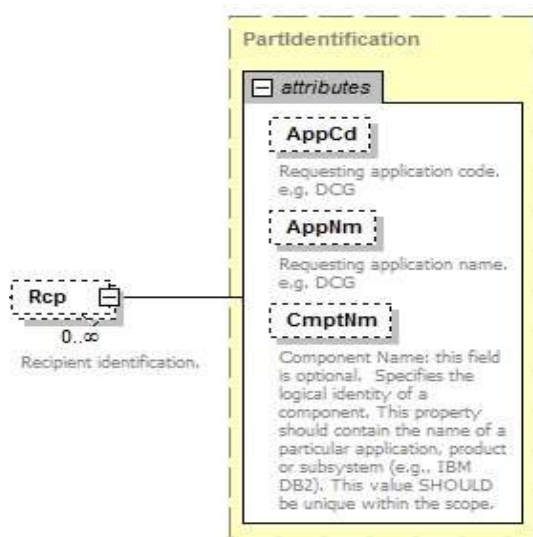 PartIdentification
attributes
AppCd
Requesting application code.
e.g. DCG
AppNm
Requesting application name.
e.g. DCG
Rcp
0..∞
Recipient identification.
CmptNm
Component Name: this field
is optional. Specifies the
logical identity of a
component. This property
should contain the name of a
particular application, product
or subsystem (e.g., IBM
DB2). This value SHOULD
be unique within the scope.